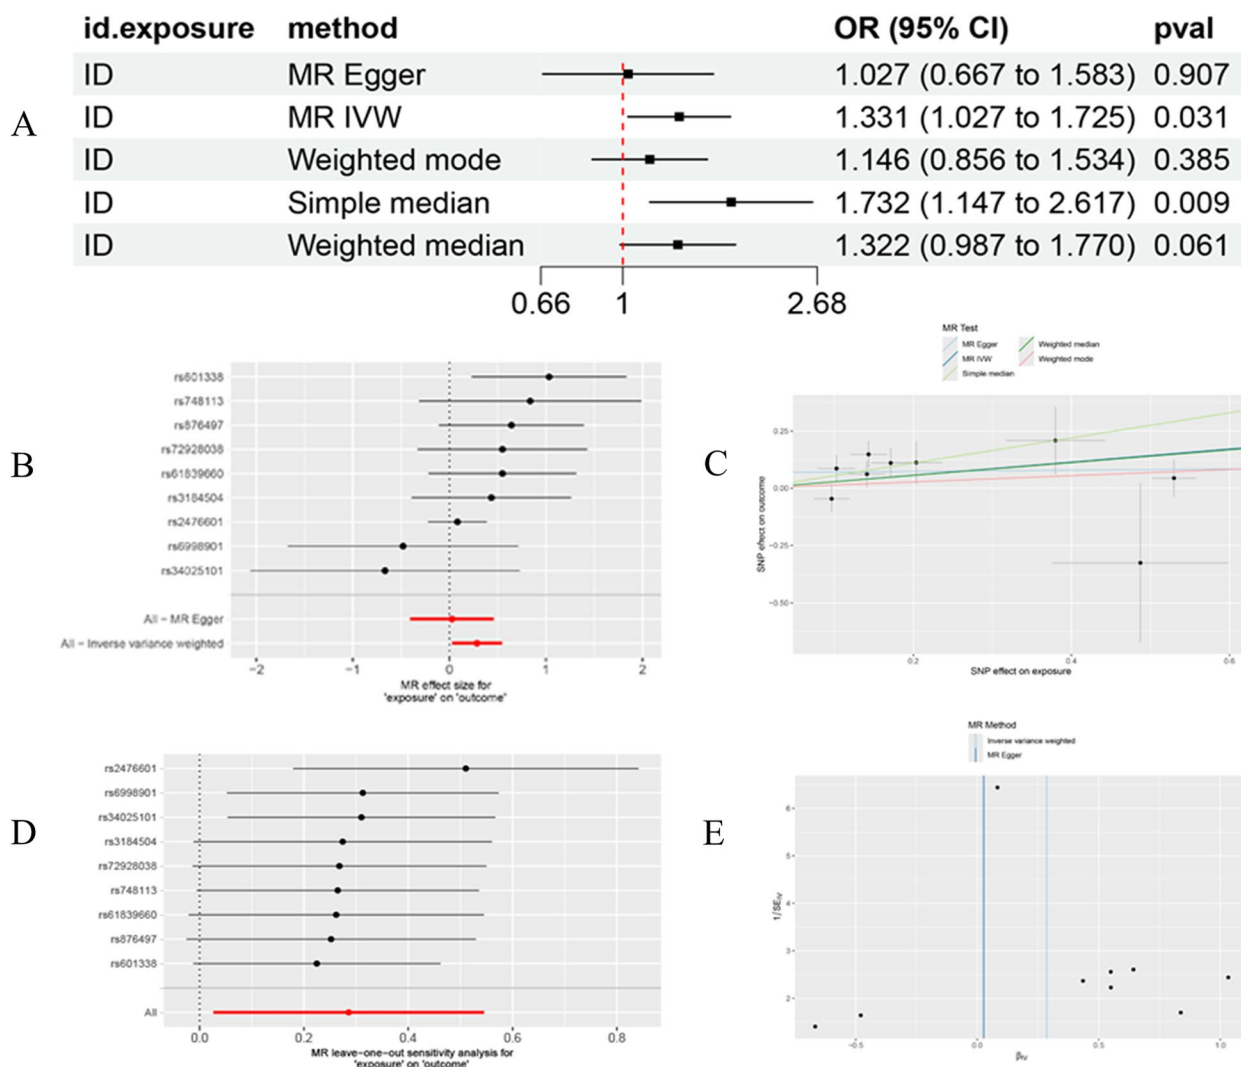 id.exposure method OR (95% CI) pval
ID MR Egger 1.027 (0.667 to 1.583) 0.907
ID MR IVW 1.331 (1.027 to 1.725) 0.031
ID Weighted mode 1.146 (0.856 to 1.534) 0.385
ID Simple median 1.732 (1.147 to 2.617) 0.009
ID Weighted median 1.322 (0.987 to 1.770) 0.061
0.66 1 2.68
A
B
rs601338
rs748113
rs876497
rs72928038
rs61839660
rs3184504
rs2476601
rs6998901
rs34025101
All − MR Egger
All − Inverse variance weighted
−2 −1 0 1 2
MR effect size for
'exposure' on 'outcome'
C
MR Test
MR Egger Weighted median
MR IVW Weighted mode
Simple median
SNP effect on outcome
0.25
0.00
−0.25
−0.50
0.2 0.4 0.6
SNP effect on exposure
D
rs2476601
rs6998901
rs34025101
rs3184504
rs72928038
rs748113
rs61839660
rs876497
rs601338
All
0.0 0.2 0.4 0.6 0.8
MR leave−one−out sensitivity analysis for
'exposure' on 'outcome'
E
MR Method
Inverse variance weighted
MR Egger
1/SE_IV
6
5
4
3
2
−0.5 0.0 0.5 1.0
β_IV